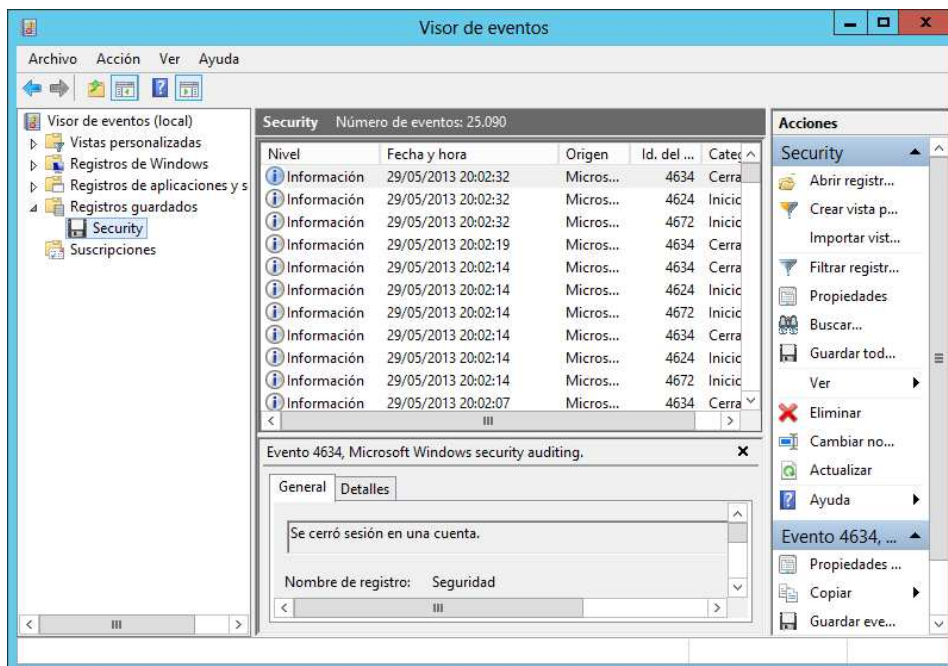 Visor de eventos
Archivo Acción Ver Ayuda
Visor de eventos (local)
Vistas personalizadas
Registros de Windows
Registros de aplicaciones y s
Registros guardados
Security
Suscripciones
Security Número de eventos: 25.090
Nivel Fecha y hora Origen Id. del ... Categ
Información 29/05/2013 20:02:32 Micros... 4634 Cerra
Información 29/05/2013 20:02:32 Micros... 4624 Inicio
Información 29/05/2013 20:02:32 Micros... 4672 Inicio
Información 29/05/2013 20:02:19 Micros... 4634 Cerra
Información 29/05/2013 20:02:14 Micros... 4634 Cerra
Información 29/05/2013 20:02:14 Micros... 4624 Inicio
Información 29/05/2013 20:02:14 Micros... 4672 Inicio
Información 29/05/2013 20:02:14 Micros... 4634 Cerra
Información 29/05/2013 20:02:14 Micros... 4624 Inicio
Información 29/05/2013 20:02:14 Micros... 4672 Inicio
Información 29/05/2013 20:02:07 Micros... 4634 Cerra
Evento 4634, Microsoft Windows security auditing.
General Detalles
Se cerró sesión en una cuenta.
Nombre de registro: Seguridad
Acciones
Security
Abrir registr...
Crear vista p...
Importar vist...
Filtrar registr...
Propiedades
Buscar...
Guardar tod...
Ver
Eliminar
Cambiar no...
Actualizar
Ayuda
Evento 4634, ...
Propiedades ...
Copiar
Guardar eve...